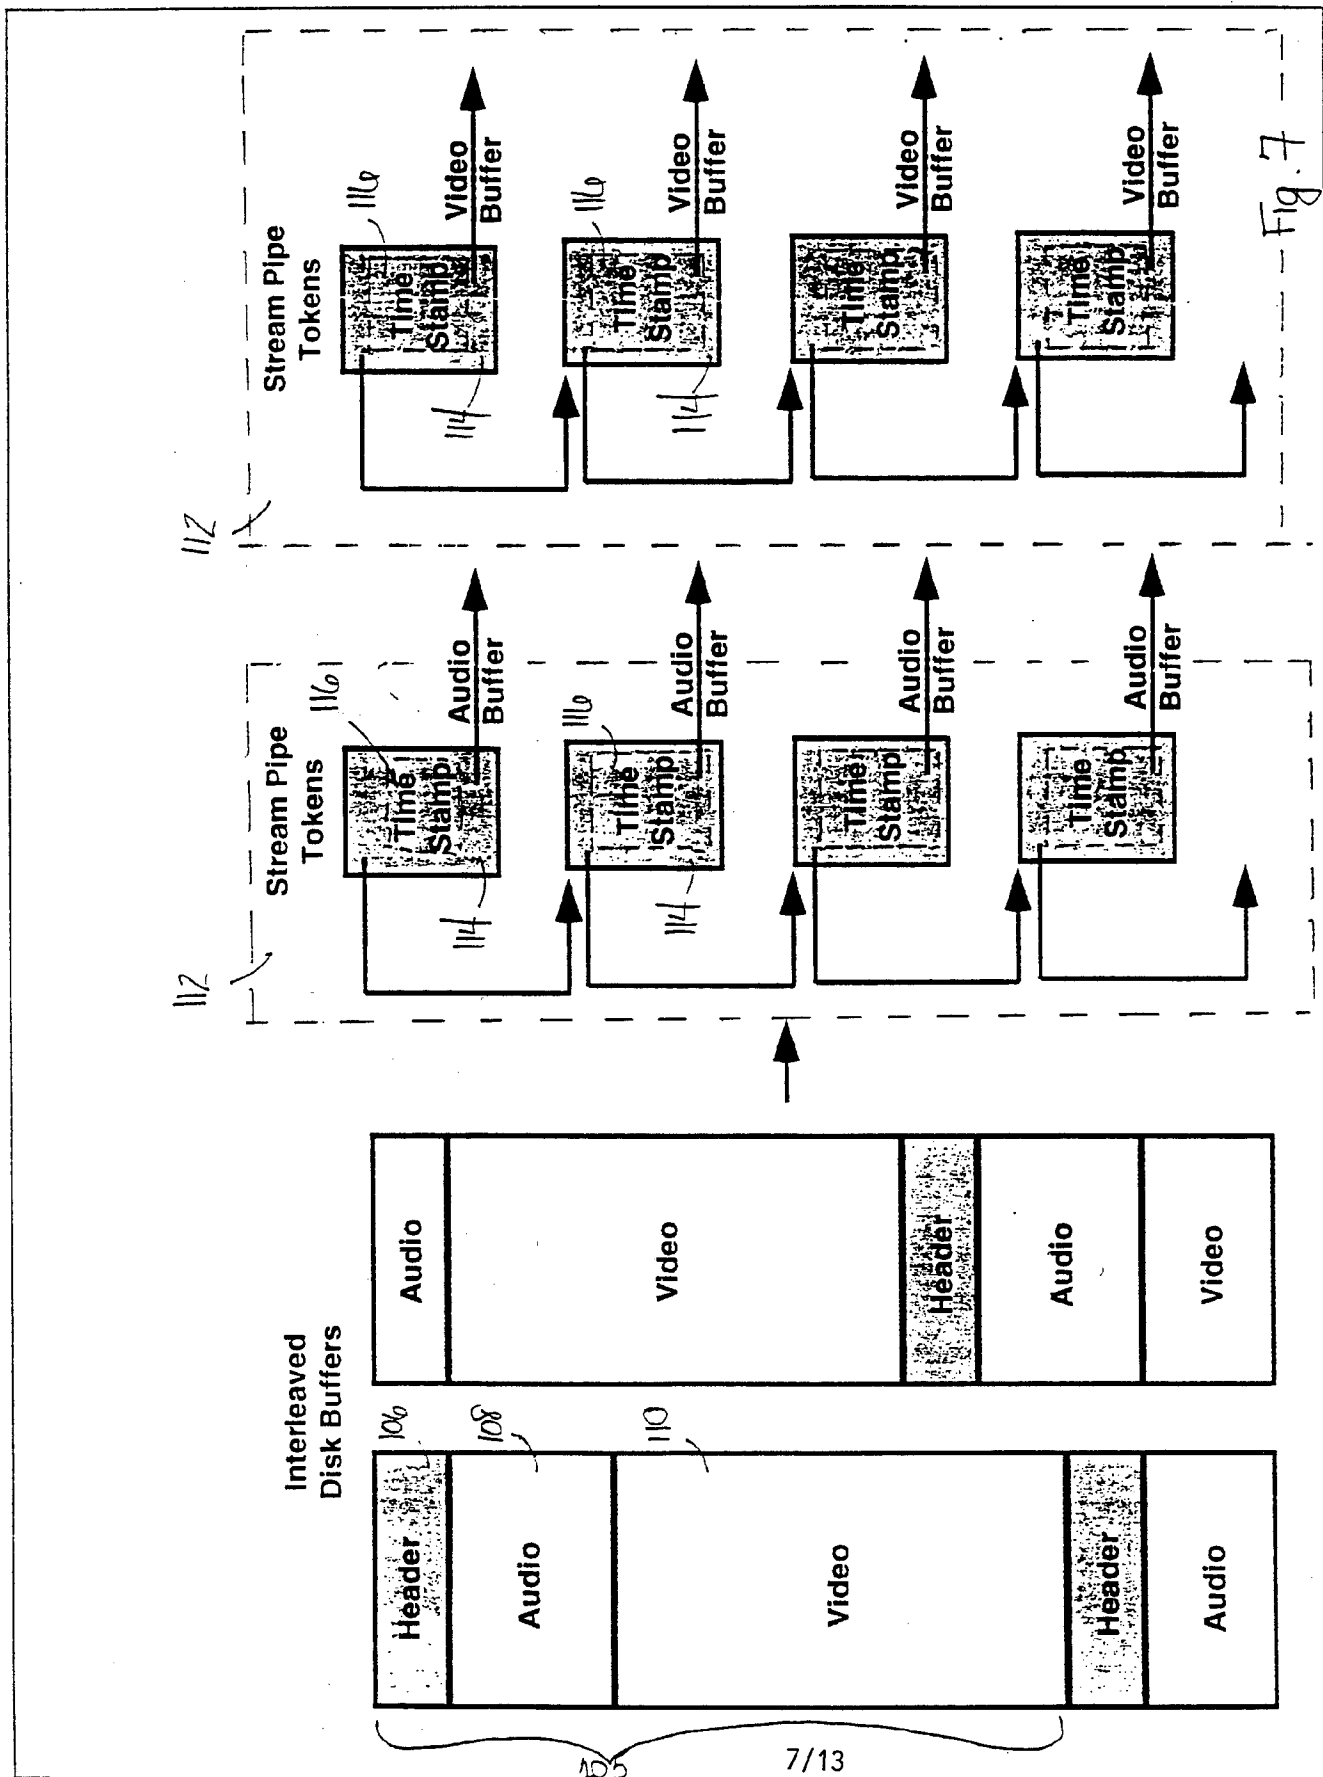 Interleaved
Disk Buffers
Header
Audio
Video
Header
Audio
106
108
110
105
Audio
Video
Header
Audio
Video
112
Stream Pipe
Tokens
Time
Stamp
Audio
Buffer
114
116
Time
Stamp
Audio
Buffer
114
116
Time
Stamp
Audio
Buffer
Time
Stamp
Audio
Buffer
112
Stream Pipe
Tokens
Time
Stamp
Video
Buffer
114
116
Time
Stamp
Video
Buffer
114
116
Time
Stamp
Video
Buffer
Time
Stamp
Video
Buffer
Fig. 7
7/13